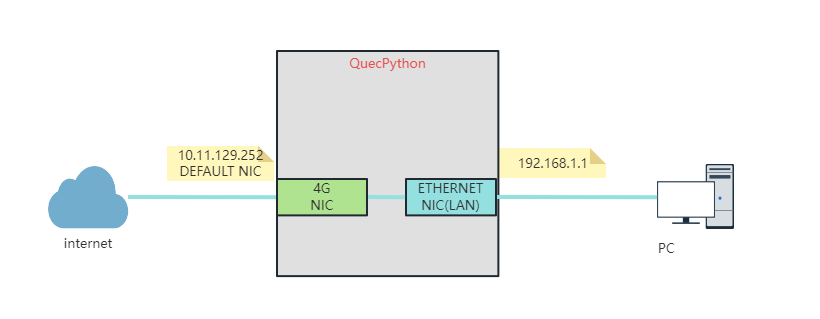 QuecPython
10.11.129.252
DEFAULT NIC
192.168.1.1
4G
NIC
ETHERNET
NIC(LAN)
internet
PC